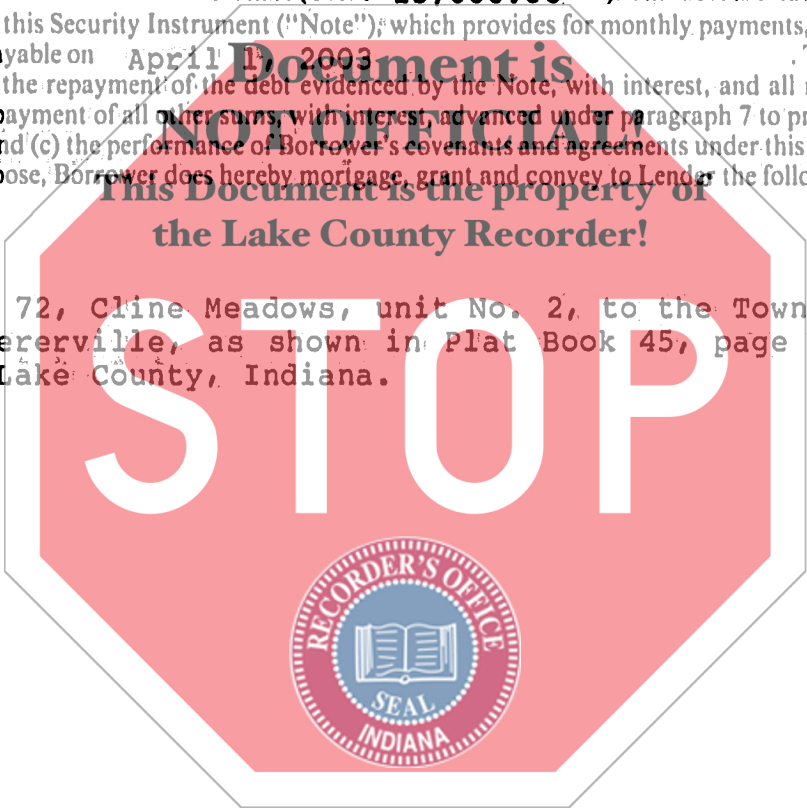 this Security Instrument ("Note"), which provides for monthly payments,
yable on April 1, 2003
Document is
the repayment of the debt evidenced by the Note, with interest, and all
payment of all other sums, with interest, advanced under paragraph 7 to pr
NOT OFFICIAL!
nd (c) the performance of Borrower's covenants and agreements under this
ose, Borrower does hereby mortgage, grant and convey to Lender the follo
This Document is the property of
the Lake County Recorder!
72, Cline Meadows, unit No. 2, to the Town
ererville, as shown in Plat Book 45, page
Lake County, Indiana.
STOP
RECORDER'S OFFICE
SEAL
INDIANA